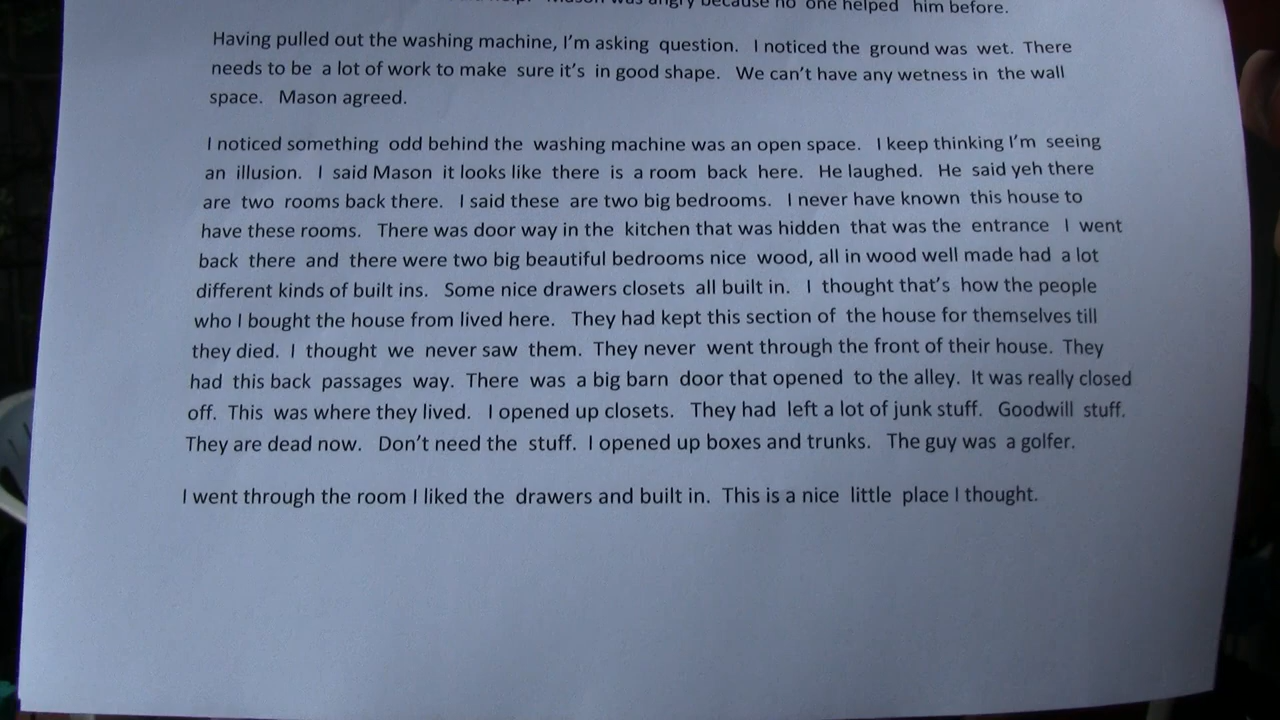 Mason was angry because no one helped him before.
Having pulled out the washing machine, I'm asking question. I noticed the ground was wet. There
needs to be a lot of work to make sure it's in good shape. We can't have any wetness in the wall
space. Mason agreed.
I noticed something odd behind the washing machine was an open space. I keep thinking I'm seeing
an illusion. I said Mason it looks like there is a room back here. He laughed. He said yeh there
are two rooms back there. I said these are two big bedrooms. I never have known this house to
have these rooms. There was door way in the kitchen that was hidden that was the entrance I went
back there and there were two big beautiful bedrooms nice wood, all in wood well made had a lot
different kinds of built ins. Some nice drawers closets all built in. I thought that's how the people
who I bought the house from lived here. They had kept this section of the house for themselves till
they died. I thought we never saw them. They never went through the front of their house. They
had this back passages way. There was a big barn door that opened to the alley. It was really closed
off. This was where they lived. I opened up closets. They had left a lot of junk stuff. Goodwill stuff.
They are dead now. Don't need the stuff. I opened up boxes and trunks. The guy was a golfer.
I went through the room I liked the drawers and built in. This is a nice little place I thought.